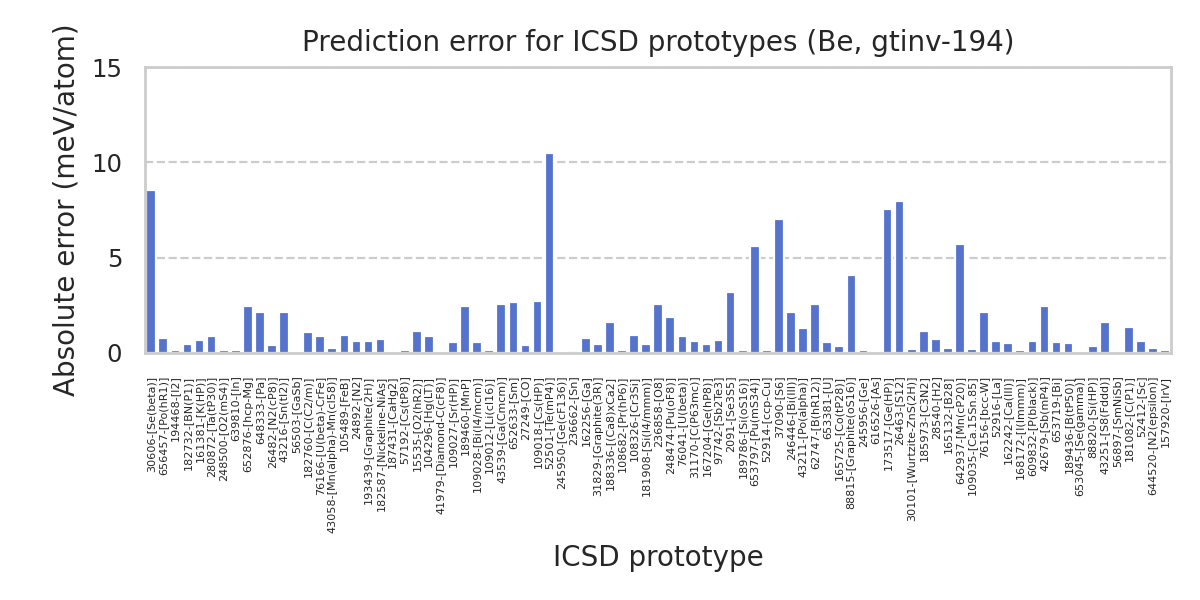 Prediction error for ICSD prototypes (Be, gtinv-194)
Absolute error (meV/atom)
15
10
5
0
30606-[Se(beta)]
656457-[Po(hR1)]
194468-[I2]
182732-[BN(P1)]
161381-[K(HP)]
280872-[Ta(tP30)]
248500-[O2(mS4)]
639810-[In]
652876-[hcp-Mg]
648333-[Pa]
26482-[N2(cP8)]
43216-[Sn(tI2)]
56503-[GaSb]
182760-[C(C2/m)]
76166-[U(beta)-CrFe]
43058-[Mn(alpha)-Mn(cI58)]
105489-[FeB]
24892-[N2]
193439-[Graphite(2H)]
182587-[Nickeline-NiAs]
187431-[CaHg2]
57192-[Cs(tP8)]
15535-[O2(hR2)]
104296-[Hg(LT)]
41979-[Diamond-C(cF8)]
109027-[Sr(HP)]
189460-[MnP]
109028-[Bi(I4/mcm)]
109012-[Li(cI16)]
43539-[Ga(Cmcm)]
652633-[Sm]
27249-[CO]
109018-[Cs(HP)]
52501-[Te(mP4)]
245950-[Ge(cF136)]
236662-[Sn]
162256-[Ga]
31829-[Graphite(3R)]
188336-[(Ca8)xCa2]
108682-[Pr(hP6)]
108326-[Cr3Si]
181908-[Si(I4/mmm)]
236858-[O8]
248474-[Pu(oF8)]
76041-[U(beta)]
31170-[C(P63mc)]
167204-[Ge(hP8)]
97742-[Sb2Te3]
2091-[Se3S5]
189786-[Si(oS16)]
653797-[Pu(mS34)]
52914-[ccp-Cu]
37090-[S6]
246446-[Bi(III)]
43211-[Po(alpha)]
62747-[B(hR12)]
653381-[U]
165725-[Co(tP28)]
88815-[Graphite(oS16)]
245956-[Ge]
616526-[As]
173517-[Ge(HP)]
26463-[S12]
30101-[Wurtzite-ZnS(2H)]
185973-[C3N2]
28540-[H2]
165132-[B28]
642937-[Mn(cP20)]
109035-[Ca.15Sn.85]
76156-[bcc-W]
52916-[La]
162242-[CaIII]
168172-[I(Immm)]
609832-[P(black)]
42679-[Sb(mP4)]
653719-[Bi]
189436-[B(tP50)]
653045-[Se(gamma)]
88820-[Si(HP)]
43251-[S8(Fddd)]
56897-[SmNiSb]
181082-[C(P1)]
52412-[Sc]
644520-[N2(epsilon)]
157920-[IrV]
ICSD prototype